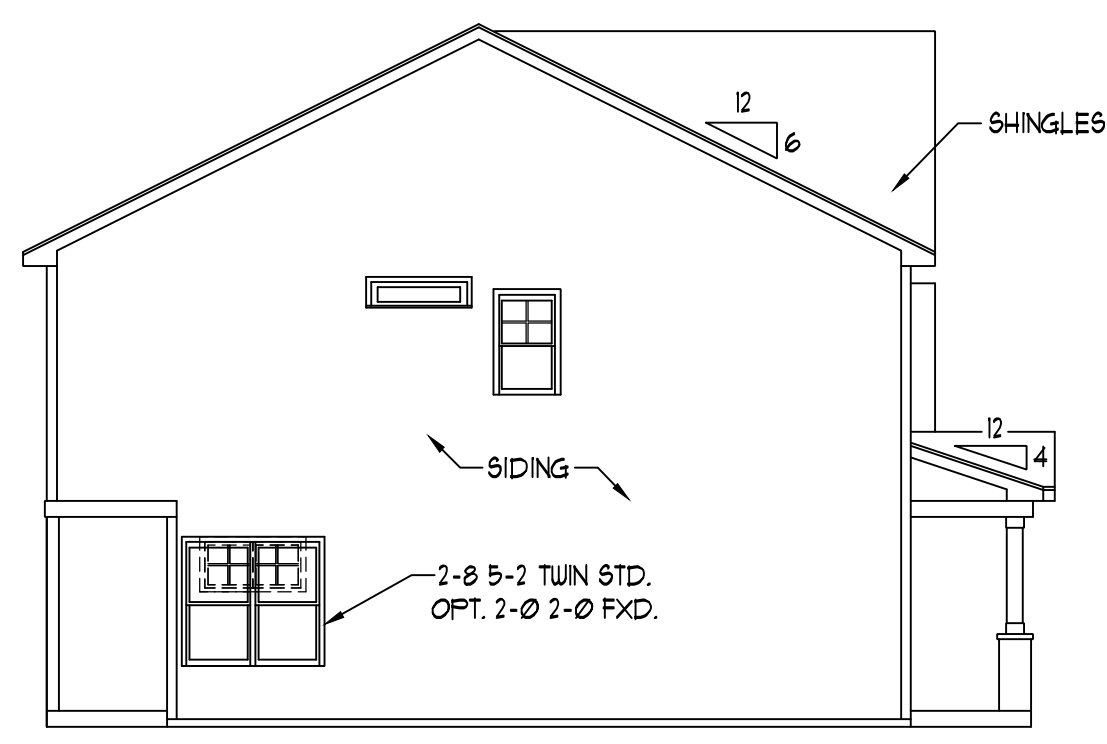 12
6
SHINGLES
12
4
SIDING
2-8 5-2 TWIN STD.
OPT. 2-Ø 2-Ø FXD.